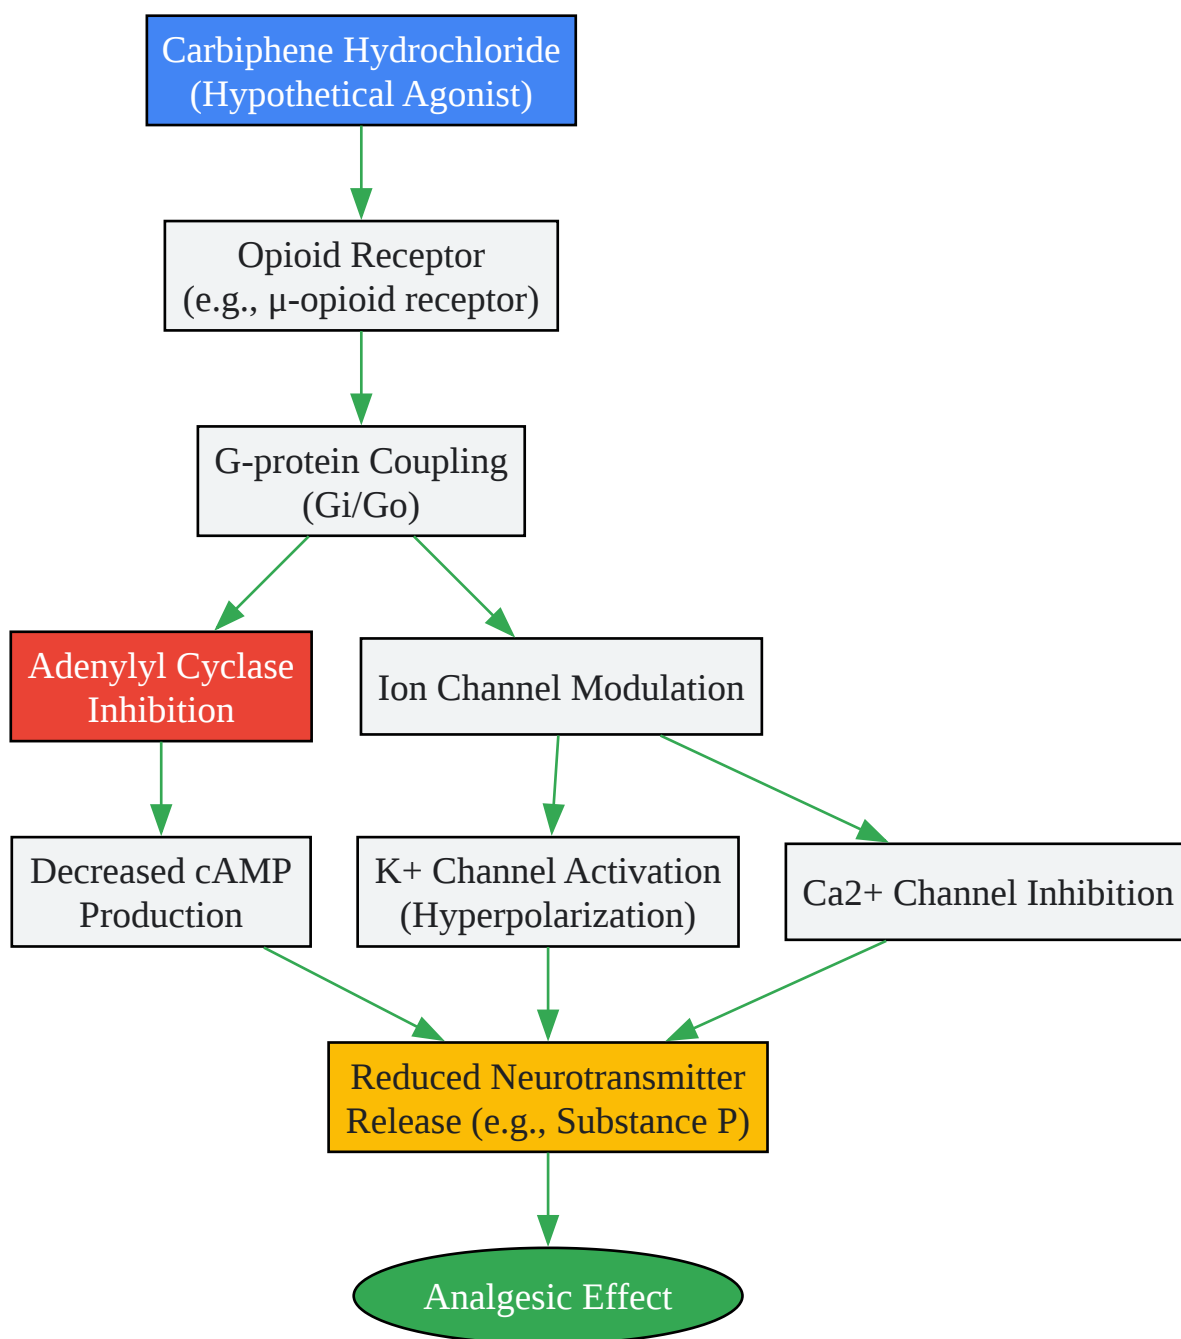 Carbiphene Hydrochloride
(Hypothetical Agonist)
Opioid Receptor
(e.g., μ-opioid receptor)
G-protein Coupling
(Gi/Go)
Adenylyl Cyclase
Inhibition
Ion Channel Modulation
Decreased cAMP
Production
K+ Channel Activation
(Hyperpolarization)
Ca2+ Channel Inhibition
Reduced Neurotransmitter
Release (e.g., Substance P)
Analgesic Effect